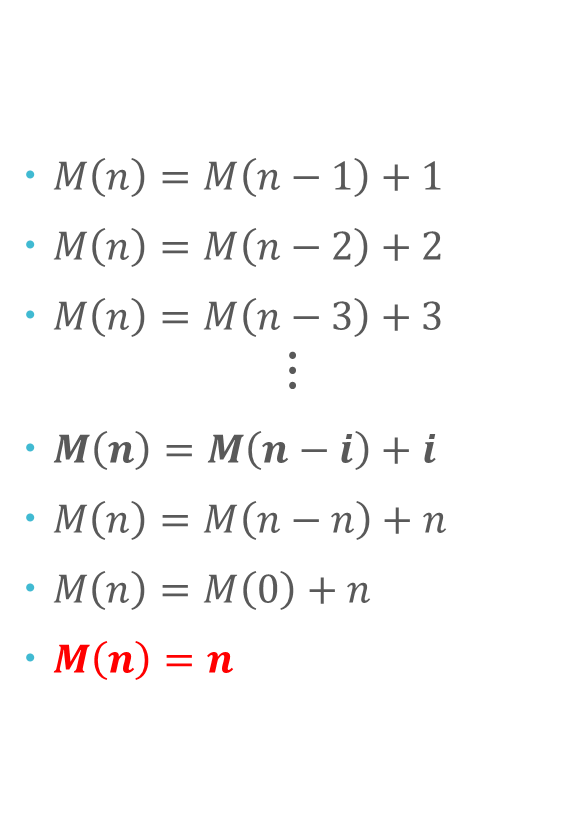 • M(n) = M(n − 1) + 1
• M(n) = M(n − 2) + 2
• M(n) = M(n − 3) + 3
⋮
• M(n) = M(n − i) + i
• M(n) = M(n − n) + n
• M(n) = M(0) + n
• M(n) = n